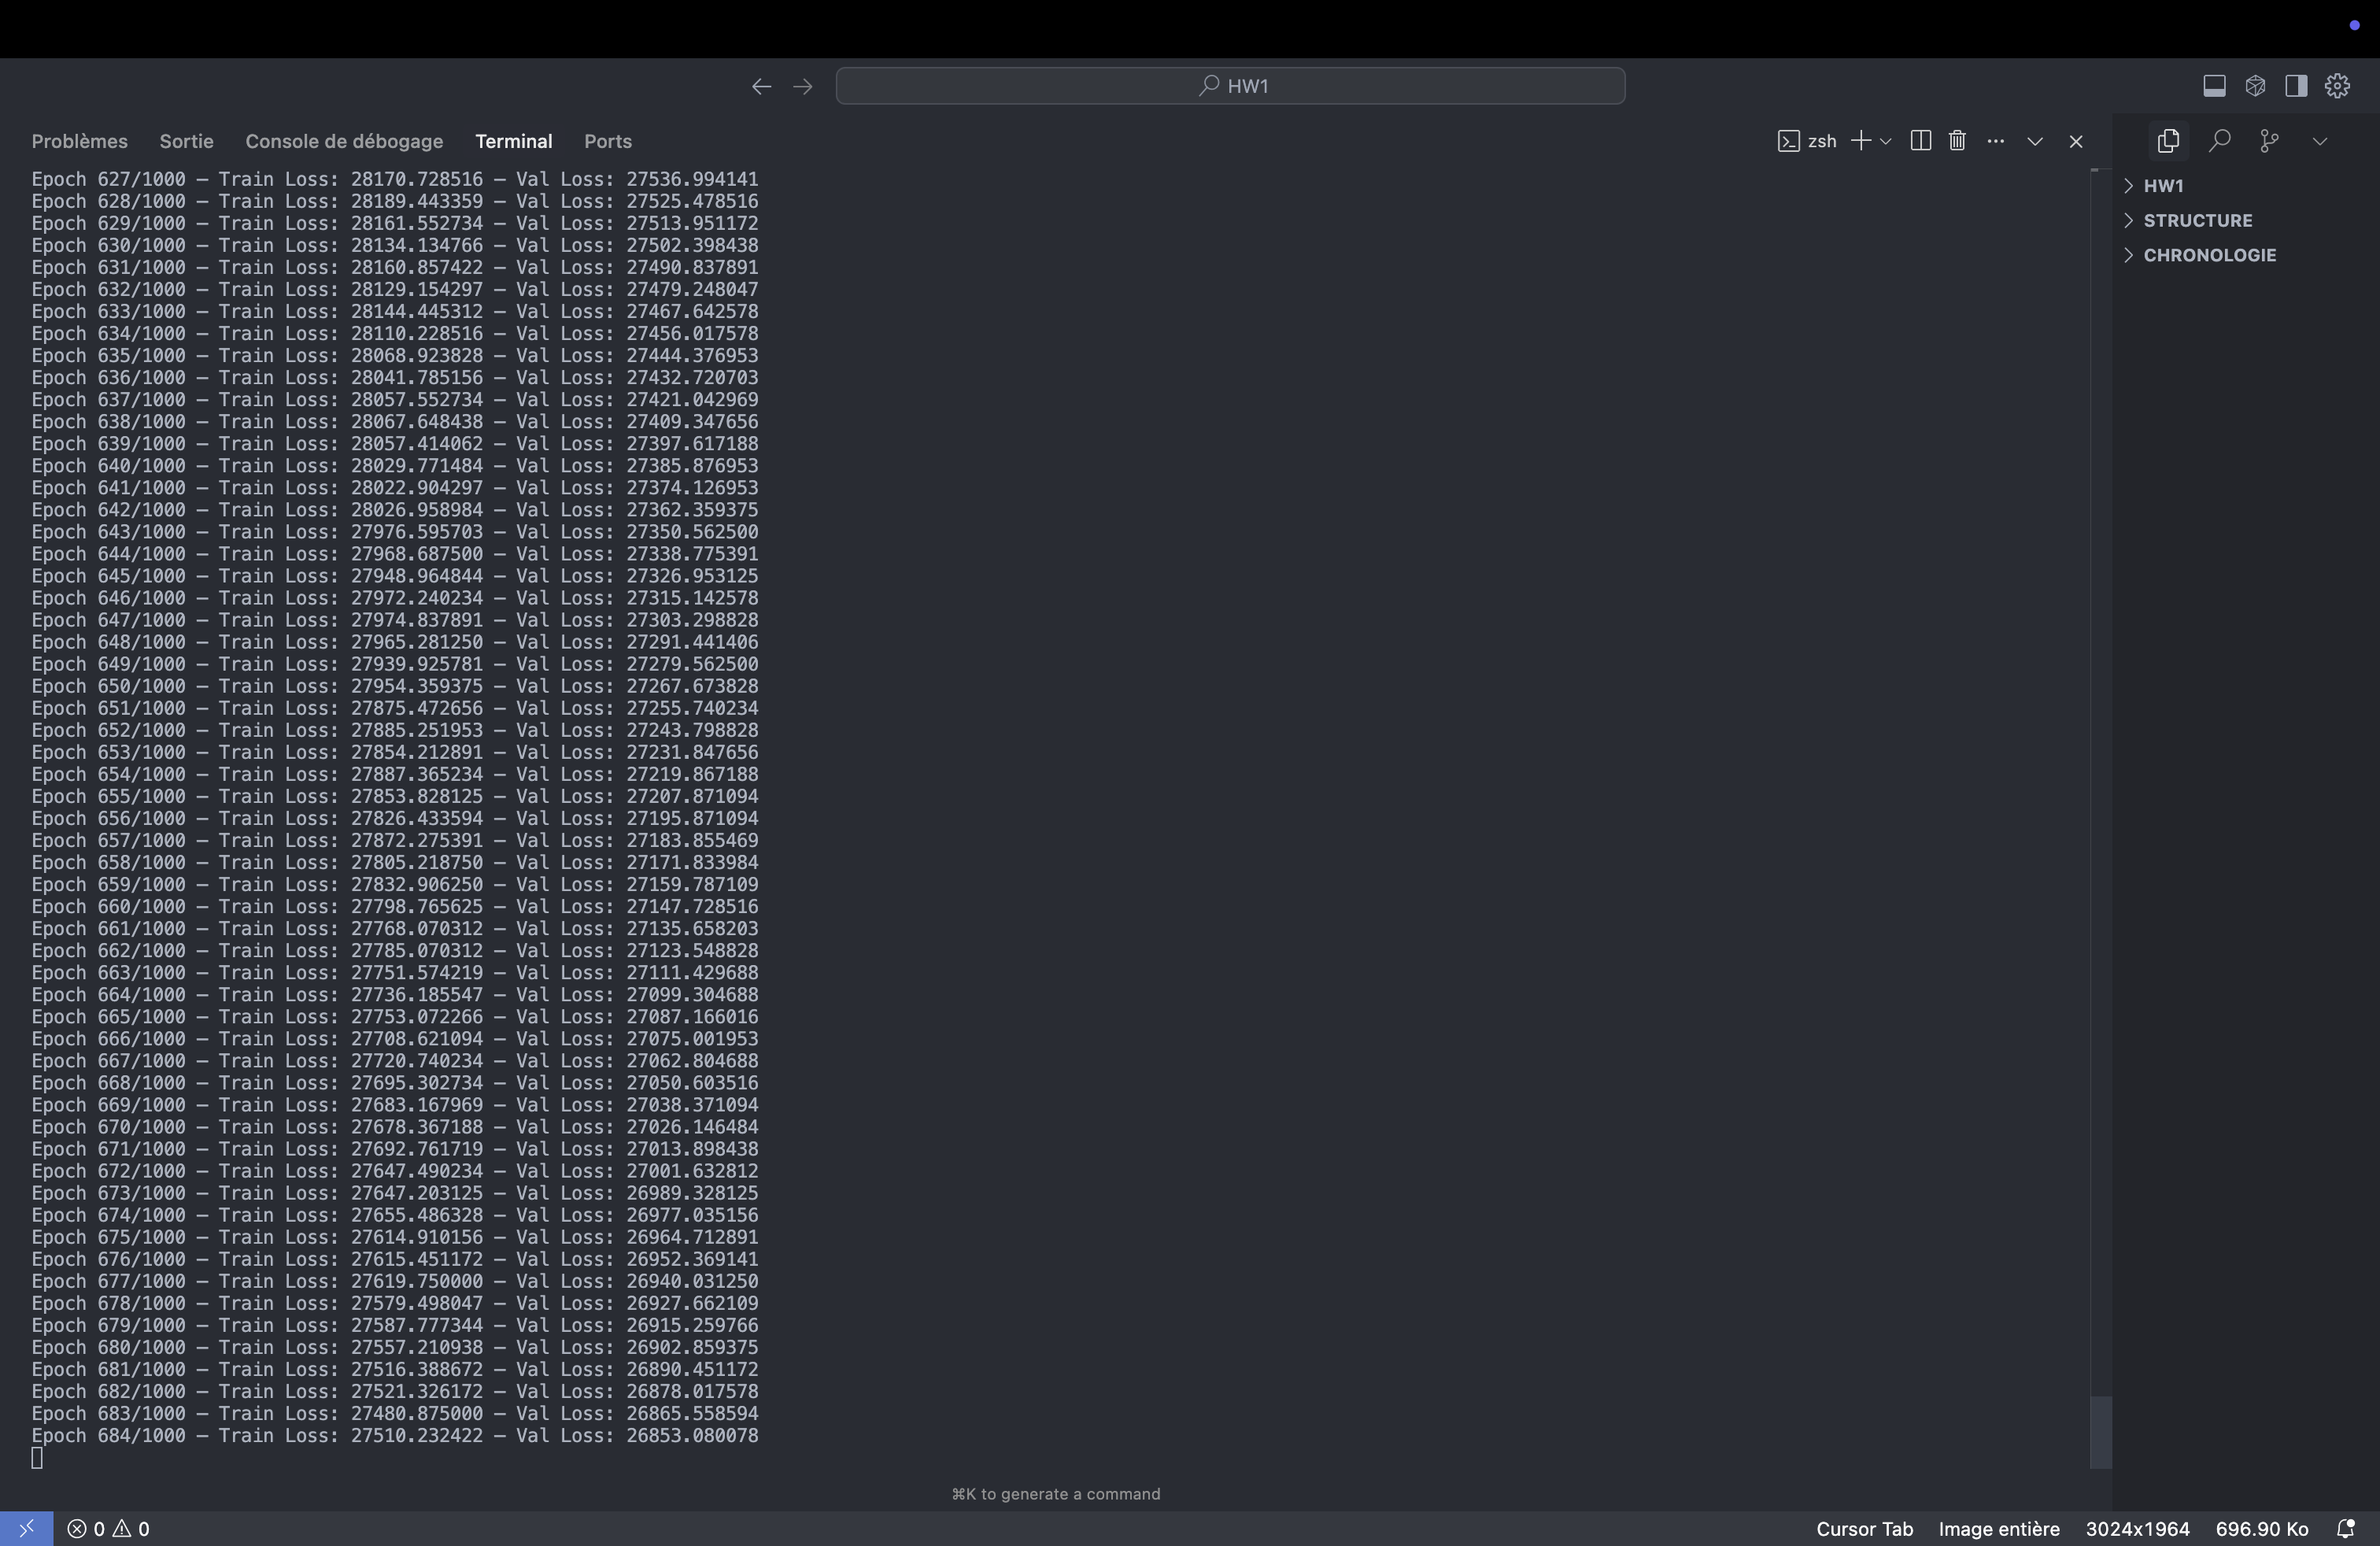 HW1
Problèmes Sortie Console de débogage Terminal Ports
zsh
Epoch 627/1000 – Train Loss: 28170.728516 – Val Loss: 27536.994141
Epoch 628/1000 – Train Loss: 28189.443359 – Val Loss: 27525.478516
Epoch 629/1000 – Train Loss: 28161.552734 – Val Loss: 27513.951172
Epoch 630/1000 – Train Loss: 28134.134766 – Val Loss: 27502.398438
Epoch 631/1000 – Train Loss: 28160.857422 – Val Loss: 27490.837891
Epoch 632/1000 – Train Loss: 28129.154297 – Val Loss: 27479.248047
Epoch 633/1000 – Train Loss: 28144.445312 – Val Loss: 27467.642578
Epoch 634/1000 – Train Loss: 28110.228516 – Val Loss: 27456.017578
Epoch 635/1000 – Train Loss: 28068.923828 – Val Loss: 27444.376953
Epoch 636/1000 – Train Loss: 28041.785156 – Val Loss: 27432.720703
Epoch 637/1000 – Train Loss: 28057.552734 – Val Loss: 27421.042969
Epoch 638/1000 – Train Loss: 28067.648438 – Val Loss: 27409.347656
Epoch 639/1000 – Train Loss: 28057.414062 – Val Loss: 27397.617188
Epoch 640/1000 – Train Loss: 28029.771484 – Val Loss: 27385.876953
Epoch 641/1000 – Train Loss: 28022.904297 – Val Loss: 27374.126953
Epoch 642/1000 – Train Loss: 28026.958984 – Val Loss: 27362.359375
Epoch 643/1000 – Train Loss: 27976.595703 – Val Loss: 27350.562500
Epoch 644/1000 – Train Loss: 27968.687500 – Val Loss: 27338.775391
Epoch 645/1000 – Train Loss: 27948.964844 – Val Loss: 27326.953125
Epoch 646/1000 – Train Loss: 27972.240234 – Val Loss: 27315.142578
Epoch 647/1000 – Train Loss: 27974.837891 – Val Loss: 27303.298828
Epoch 648/1000 – Train Loss: 27965.281250 – Val Loss: 27291.441406
Epoch 649/1000 – Train Loss: 27939.925781 – Val Loss: 27279.562500
Epoch 650/1000 – Train Loss: 27954.359375 – Val Loss: 27267.673828
Epoch 651/1000 – Train Loss: 27875.472656 – Val Loss: 27255.740234
Epoch 652/1000 – Train Loss: 27885.251953 – Val Loss: 27243.798828
Epoch 653/1000 – Train Loss: 27854.212891 – Val Loss: 27231.847656
Epoch 654/1000 – Train Loss: 27887.365234 – Val Loss: 27219.867188
Epoch 655/1000 – Train Loss: 27853.828125 – Val Loss: 27207.871094
Epoch 656/1000 – Train Loss: 27826.433594 – Val Loss: 27195.871094
Epoch 657/1000 – Train Loss: 27872.275391 – Val Loss: 27183.855469
Epoch 658/1000 – Train Loss: 27805.218750 – Val Loss: 27171.833984
Epoch 659/1000 – Train Loss: 27832.906250 – Val Loss: 27159.787109
Epoch 660/1000 – Train Loss: 27798.765625 – Val Loss: 27147.728516
Epoch 661/1000 – Train Loss: 27768.070312 – Val Loss: 27135.658203
Epoch 662/1000 – Train Loss: 27785.070312 – Val Loss: 27123.548828
Epoch 663/1000 – Train Loss: 27751.574219 – Val Loss: 27111.429688
Epoch 664/1000 – Train Loss: 27736.185547 – Val Loss: 27099.304688
Epoch 665/1000 – Train Loss: 27753.072266 – Val Loss: 27087.166016
Epoch 666/1000 – Train Loss: 27708.621094 – Val Loss: 27075.001953
Epoch 667/1000 – Train Loss: 27720.740234 – Val Loss: 27062.804688
Epoch 668/1000 – Train Loss: 27695.302734 – Val Loss: 27050.603516
Epoch 669/1000 – Train Loss: 27683.167969 – Val Loss: 27038.371094
Epoch 670/1000 – Train Loss: 27678.367188 – Val Loss: 27026.146484
Epoch 671/1000 – Train Loss: 27692.761719 – Val Loss: 27013.898438
Epoch 672/1000 – Train Loss: 27647.490234 – Val Loss: 27001.632812
Epoch 673/1000 – Train Loss: 27647.203125 – Val Loss: 26989.328125
Epoch 674/1000 – Train Loss: 27655.486328 – Val Loss: 26977.035156
Epoch 675/1000 – Train Loss: 27614.910156 – Val Loss: 26964.712891
Epoch 676/1000 – Train Loss: 27615.451172 – Val Loss: 26952.369141
Epoch 677/1000 – Train Loss: 27619.750000 – Val Loss: 26940.031250
Epoch 678/1000 – Train Loss: 27579.498047 – Val Loss: 26927.662109
Epoch 679/1000 – Train Loss: 27587.777344 – Val Loss: 26915.259766
Epoch 680/1000 – Train Loss: 27557.210938 – Val Loss: 26902.859375
Epoch 681/1000 – Train Loss: 27516.388672 – Val Loss: 26890.451172
Epoch 682/1000 – Train Loss: 27521.326172 – Val Loss: 26878.017578
Epoch 683/1000 – Train Loss: 27480.875000 – Val Loss: 26865.558594
Epoch 684/1000 – Train Loss: 27510.232422 – Val Loss: 26853.080078
⌘K to generate a command
HW1
STRUCTURE
CHRONOLOGIE
0 0
Cursor Tab Image entière 3024x1964 696.90 Ko